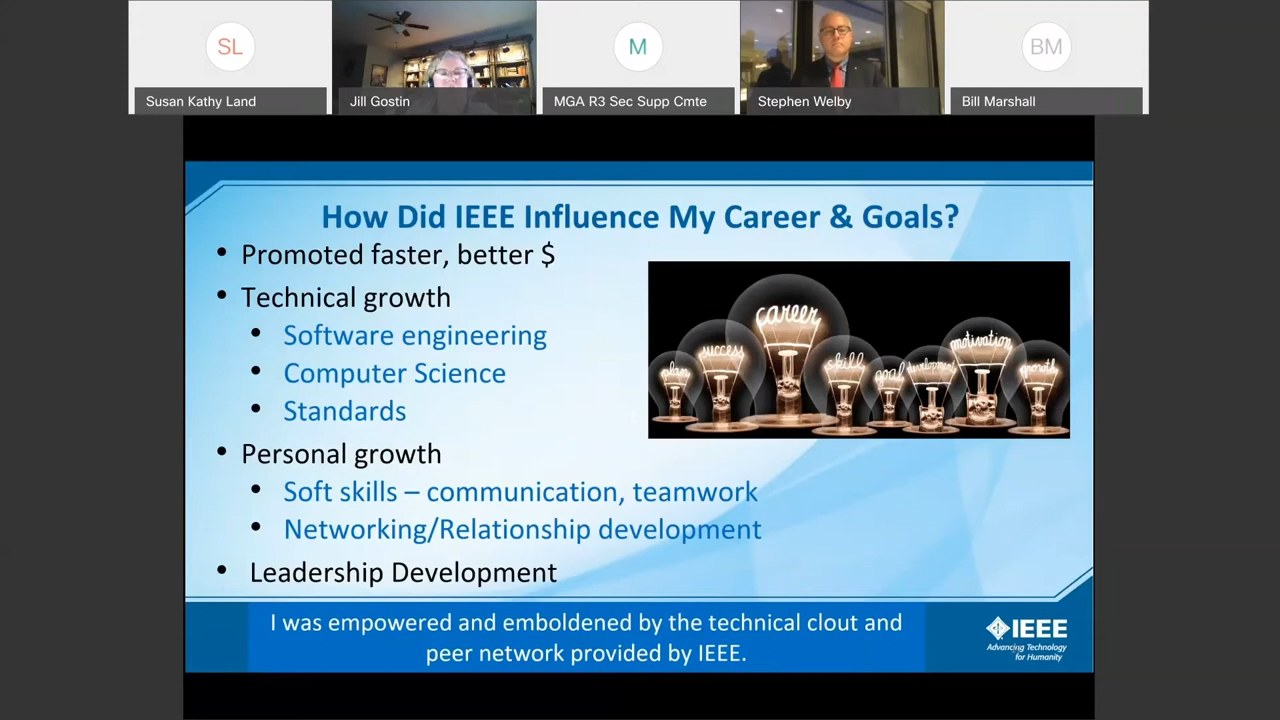 SL
M
BM
Susan Kathy Land
Jill Gostin
MGA R3 Sec Supp Cmte
Stephen Welby
Bill Marshall
How Did IEEE Influence My Career & Goals?
• Promoted faster, better $
• Technical growth
• Software engineering
• Computer Science
• Standards
• Personal growth
• Soft skills – communication, teamwork
• Networking/Relationship development
• Leadership Development
plan
success
career
skill
goal
development
motivation
growth
I was empowered and emboldened by the technical clout and
peer network provided by IEEE.
IEEE
Advancing Technology
for Humanity